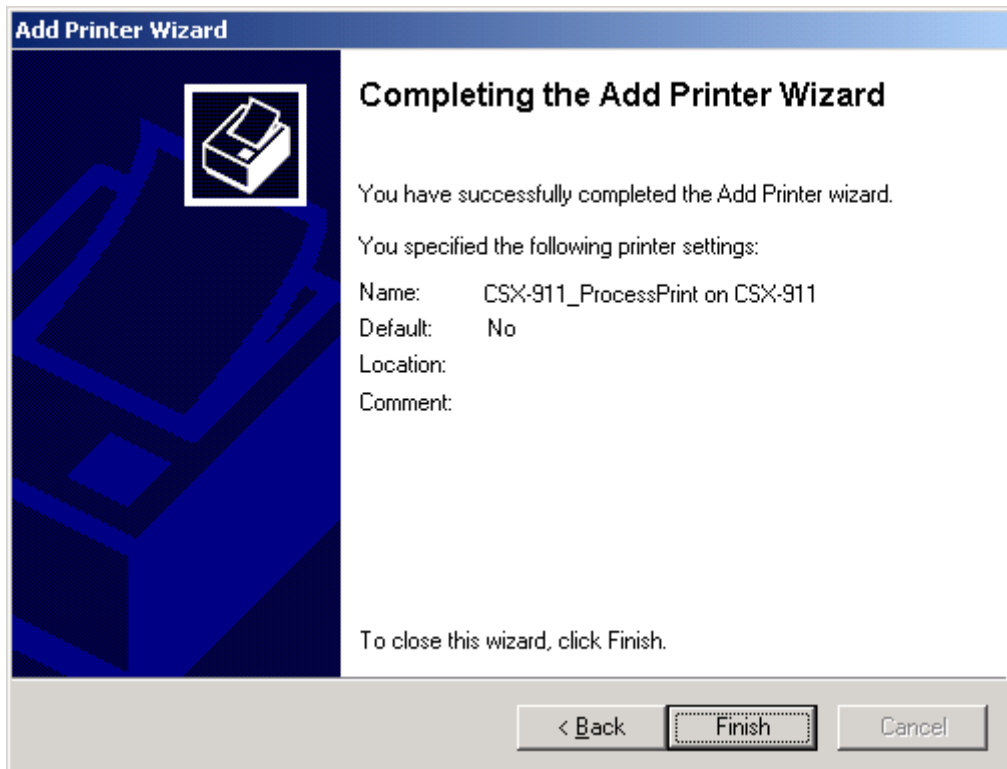 Add Printer Wizard
Completing the Add Printer Wizard
You have successfully completed the Add Printer wizard.
You specified the following printer settings:
Name: CSX-911_ProcessPrint on CSX-911
Default: No
Location:
Comment:
To close this wizard, click Finish.
< Back Finish Cancel